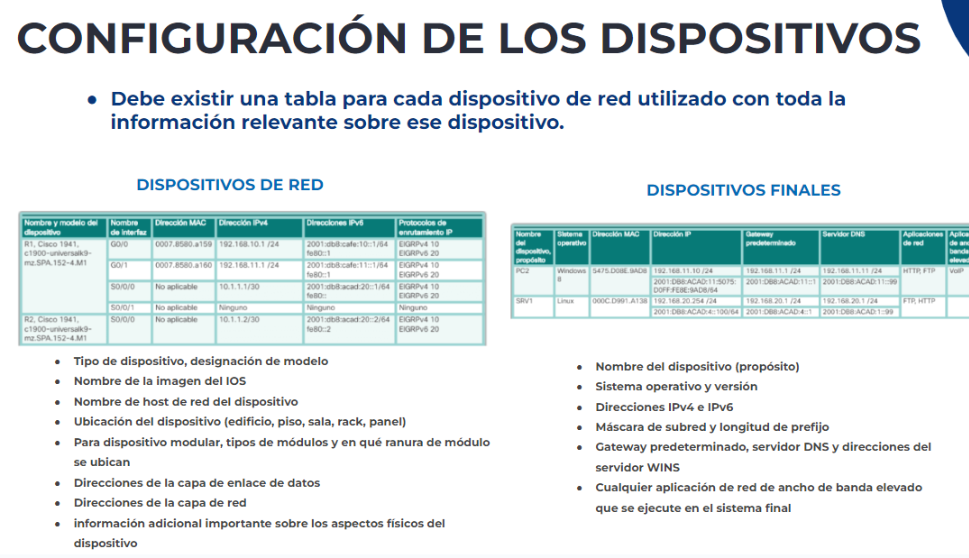 CONFIGURACIÓN DE LOS DISPOSITIVOS
● Debe existir una tabla para cada dispositivo de red utilizado con toda la
información relevante sobre ese dispositivo.
DISPOSITIVOS DE RED
Nombre y modelo del dispositivo | Nombre de interfaz | Dirección MAC | Dirección IPv4 | Direcciones IPv6 | Protocolos de enrutamiento IP
R1, Cisco 1941, c1900-universalk9-mz.SPA.152-4.M1 | G0/0 | 0007.8580.a159 | 192.168.10.1 /24 | 2001:db8:cafe:10::1/64 fe80::1 | EIGRPv4 10 EIGRPv6 20
G0/1 | 0007.8580.a160 | 192.168.11.1 /24 | 2001:db8:cafe:11::1/64 fe80::1 | EIGRPv4 10 EIGRPv6 20
S0/0/0 | No aplicable | 10.1.1.1/30 | 2001:db8:acad:20::1/64 fe80:: | EIGRPv4 10 EIGRPv6 20
S0/0/1 | No aplicable | Ninguno | Ninguno | Ninguno
R2, Cisco 1941, c1900-universalk9-mz.SPA.152-4.M1 | S0/0/0 | No aplicable | 10.1.1.2/30 | 2001:db8:acad:20::2/64 fe80::2 | EIGRPv4 10 EIGRPv6 20
● Tipo de dispositivo, designación de modelo
● Nombre de la imagen del IOS
● Nombre de host de red del dispositivo
● Ubicación del dispositivo (edificio, piso, sala, rack, panel)
● Para dispositivo modular, tipos de módulos y en qué ranura de módulo
se ubican
● Direcciones de la capa de enlace de datos
● Direcciones de la capa de red
● información adicional importante sobre los aspectos físicos del
dispositivo
DISPOSITIVOS FINALES
Nombre del dispositivo, propósito | Sistema operativo | Dirección MAC | Dirección IP | Gateway predeterminado | Servidor DNS | Aplicaciones de red
PC2 | Windows 8 | 5475.D08E.9AD8 | 192.168.11.10 /24 | 192.168.11.1 /24 | 192.168.11.11 /24 | HTTP, FTP | VoIP
2001:DB8:ACAD:11:5075:D0FF:FE8E:9AD8/64 | 2001:DB8:ACAD:11::1 | 2001:DB8:ACAD:11::99
SRV1 | Linux | 000C.D991.A138 | 192.168.20.254 /24 | 192.168.20.1 /24 | 192.168.20.1 /24 | FTP, HTTP
2001:DB8:ACAD:4::100/64 | 2001:DB8:ACAD:4::1 | 2001:DB8:ACAD:1::99
● Nombre del dispositivo (propósito)
● Sistema operativo y versión
● Direcciones IPv4 e IPv6
● Máscara de subred y longitud de prefijo
● Gateway predeterminado, servidor DNS y direcciones del
servidor WINS
● Cualquier aplicación de red de ancho de banda elevado
que se ejecute en el sistema final